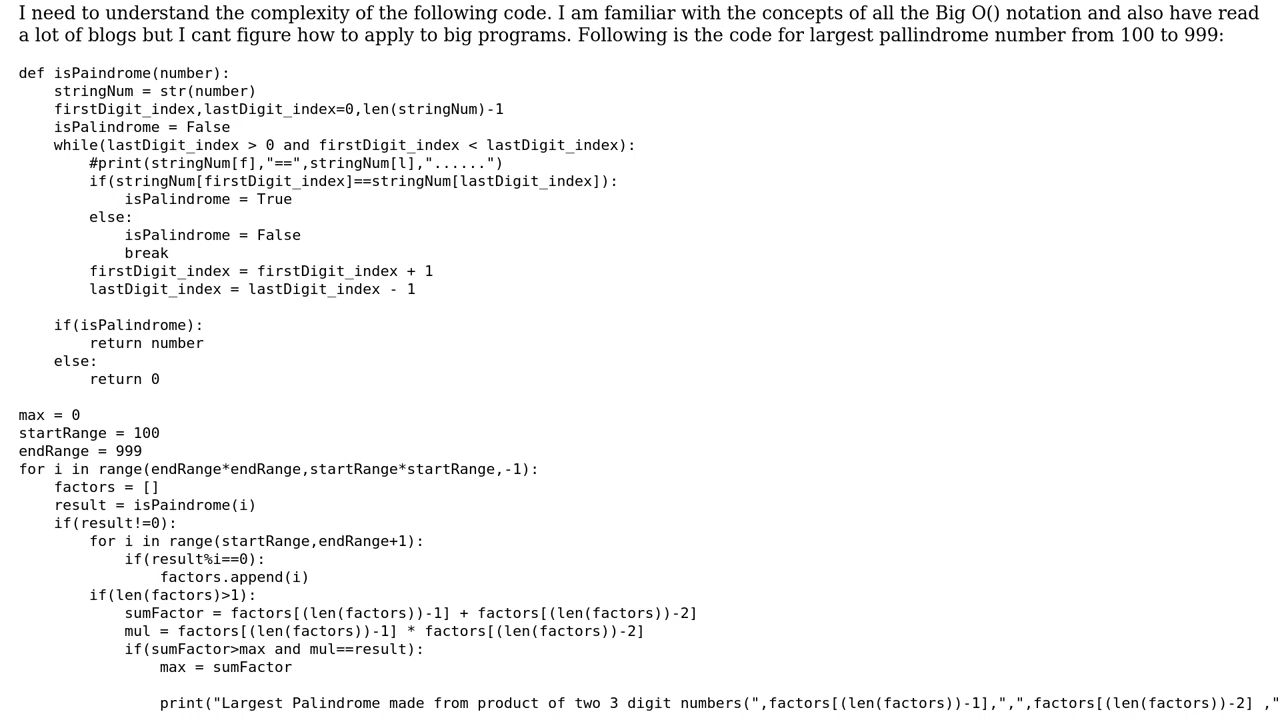 I need to understand the complexity of the following code. I am familiar with the concepts of all the Big O() notation and also have read
a lot of blogs but I cant figure how to apply to big programs. Following is the code for largest pallindrome number from 100 to 999:
def isPaindrome(number):
    stringNum = str(number)
    firstDigit_index,lastDigit_index=0,len(stringNum)-1
    isPalindrome = False
    while(lastDigit_index > 0 and firstDigit_index < lastDigit_index):
        #print(stringNum[f],"==",stringNum[l],"......")
        if(stringNum[firstDigit_index]==stringNum[lastDigit_index]):
            isPalindrome = True
        else:
            isPalindrome = False
            break
        firstDigit_index = firstDigit_index + 1
        lastDigit_index = lastDigit_index - 1
    if(isPalindrome):
        return number
    else:
        return 0
max = 0
startRange = 100
endRange = 999
for i in range(endRange*endRange,startRange*startRange,-1):
    factors = []
    result = isPaindrome(i)
    if(result!=0):
        for i in range(startRange,endRange+1):
            if(result%i==0):
                factors.append(i)
        if(len(factors)>1):
            sumFactor = factors[(len(factors))-1] + factors[(len(factors))-2]
            mul = factors[(len(factors))-1] * factors[(len(factors))-2]
            if(sumFactor>max and mul==result):
                max = sumFactor
                print("Largest Palindrome made from product of two 3 digit numbers(",factors[(len(factors))-1],",",factors[(len(factors))-2] ,"